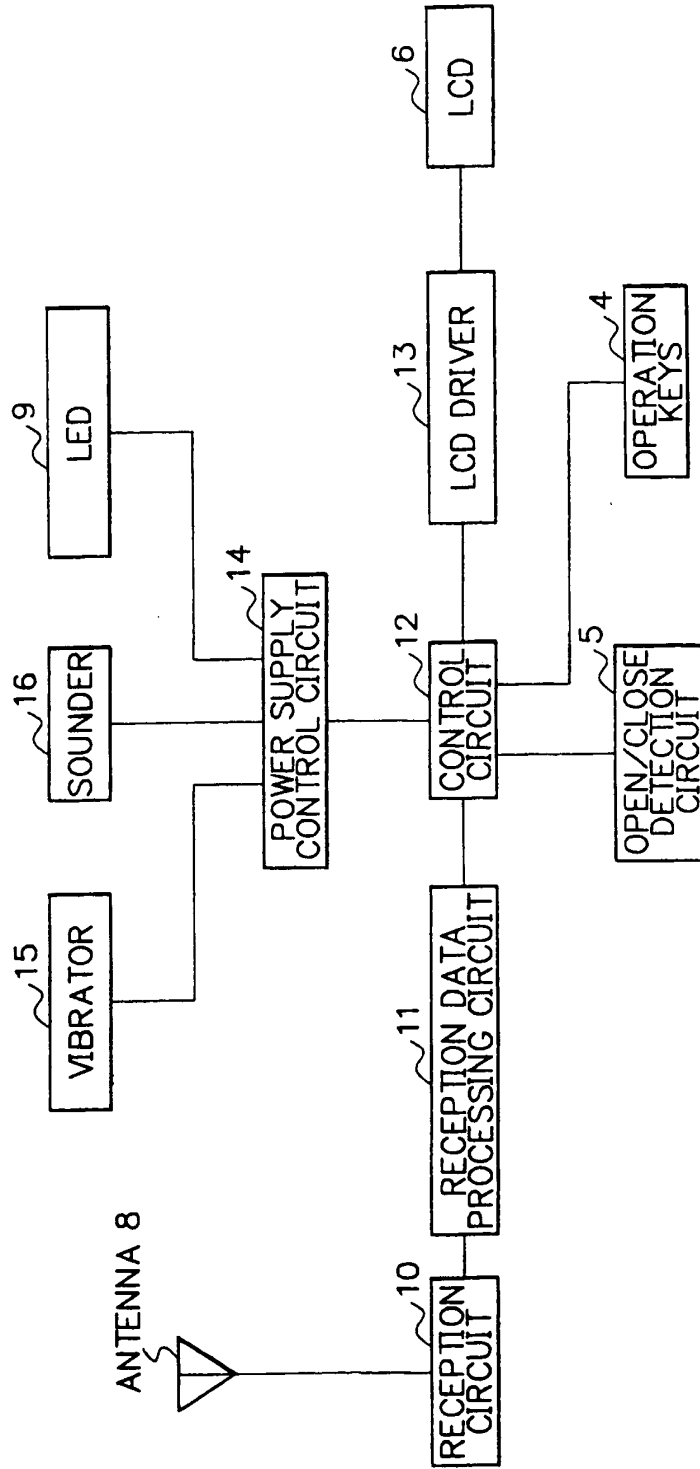 ANTENNA 8
10
RECEPTION
CIRCUIT
11
RECEPTION DATA
PROCESSING CIRCUIT
12
CONTROL
CIRCUIT
13
LCD DRIVER
6
LCD
15
VIBRATOR
16
SOUNDER
9
LED
14
POWER SUPPLY
CONTROL CIRCUIT
5
OPEN/CLOSE
DETECTION
CIRCUIT
4
OPERATION
KEYS